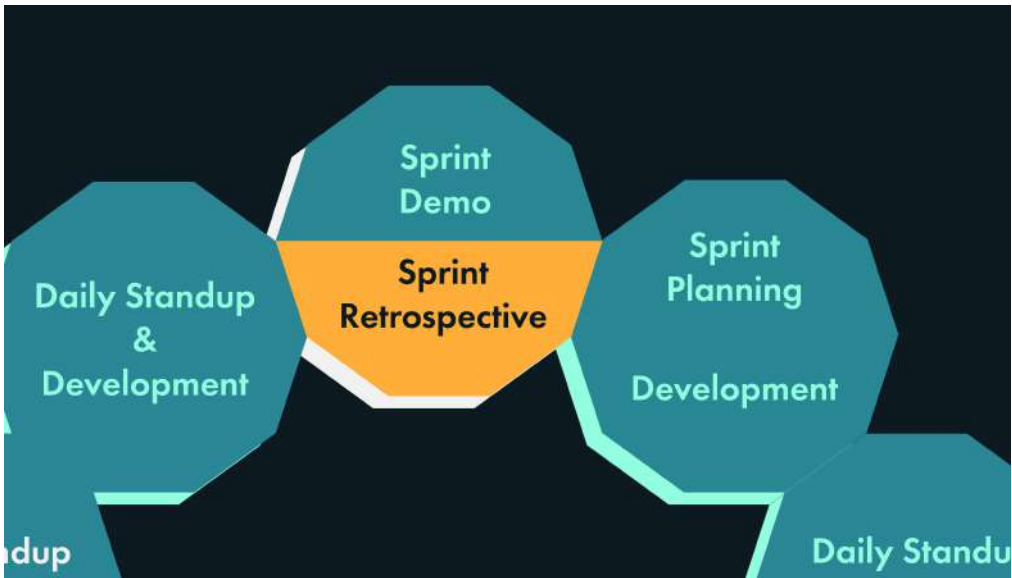 Sprint
Demo
Sprint
Retrospective
Daily Standup
&
Development
Sprint
Planning
Development
ndup
Daily Standu